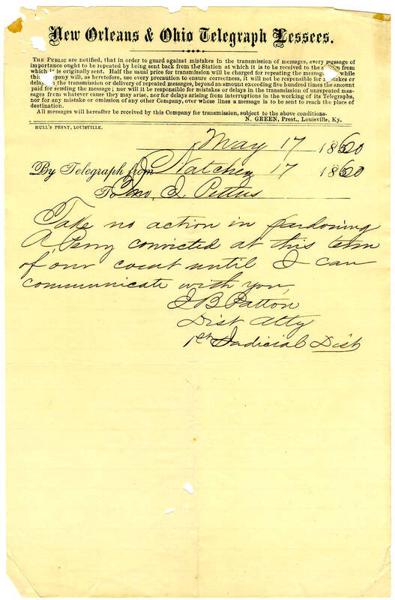 New Orleans & Ohio Telegraph Lessees.
THE PUBLIC are notified, that in order to guard against mistakes in the transmission of messages, every message of
importance ought to be repeated by being sent back from the Station at which it is to be received to the from
which it is originally sent. Half the usual price for transmission will be charged for repeating the message while
this pany will, as heretofore, use every precaution to ensure correctness, it will not be responsible for mistakes or
delays in the transmission or delivery of repeated messages, beyond an amount exceeding five hundred times the amount
paid for sending the message; nor will it be responsible for mistakes or delays in the transmission of unrepeated mes-
sages from whatever cause they may arise, nor for delays arising from interruptions in the working of its Telegraphs,
nor for any mistake or omission of any other Company, over whose lines a message is to be sent to reach the place of
destination.
All messages will hereafter be received by this Company for transmission, subject to the above conditions.
N. GREEN, Prest., Louisville, Ky.
HULL'S PRINT, LOUISVILLE.
May 17 1860
By Telegraph from Natchez 17 1860
To Gov. J. Pettus
Take no action in pardoning
A, Perry convicted at this term
of our court until I can
communicate with you,
J B Patton
Dist Atty
1st Judicial Dist